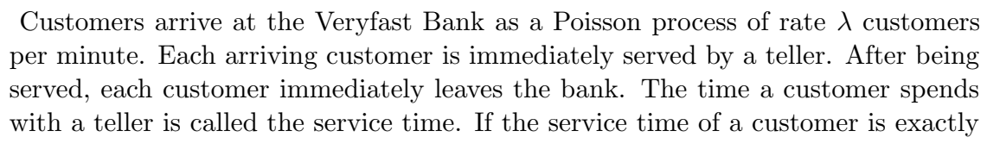 Customers arrive at the Veryfast Bank as a Poisson process of rate λ customers
per minute. Each arriving customer is immediately served by a teller. After being
served, each customer immediately leaves the bank. The time a customer spends
with a teller is called the service time. If the service time of a customer is exactly